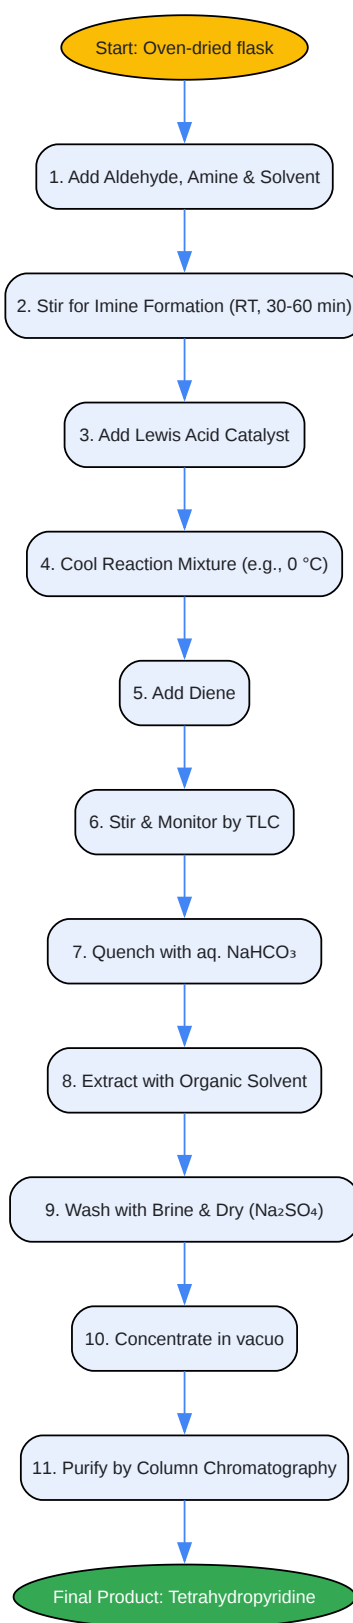 Start: Oven-dried flask
1. Add Aldehyde, Amine & Solvent
2. Stir for Imine Formation (RT, 30-60 min)
3. Add Lewis Acid Catalyst
4. Cool Reaction Mixture (e.g., 0 °C)
5. Add Diene
6. Stir & Monitor by TLC
7. Quench with aq. NaHCO₃
8. Extract with Organic Solvent
9. Wash with Brine & Dry (Na₂SO₄)
10. Concentrate in vacuo
11. Purify by Column Chromatography
Final Product: Tetrahydropyridine